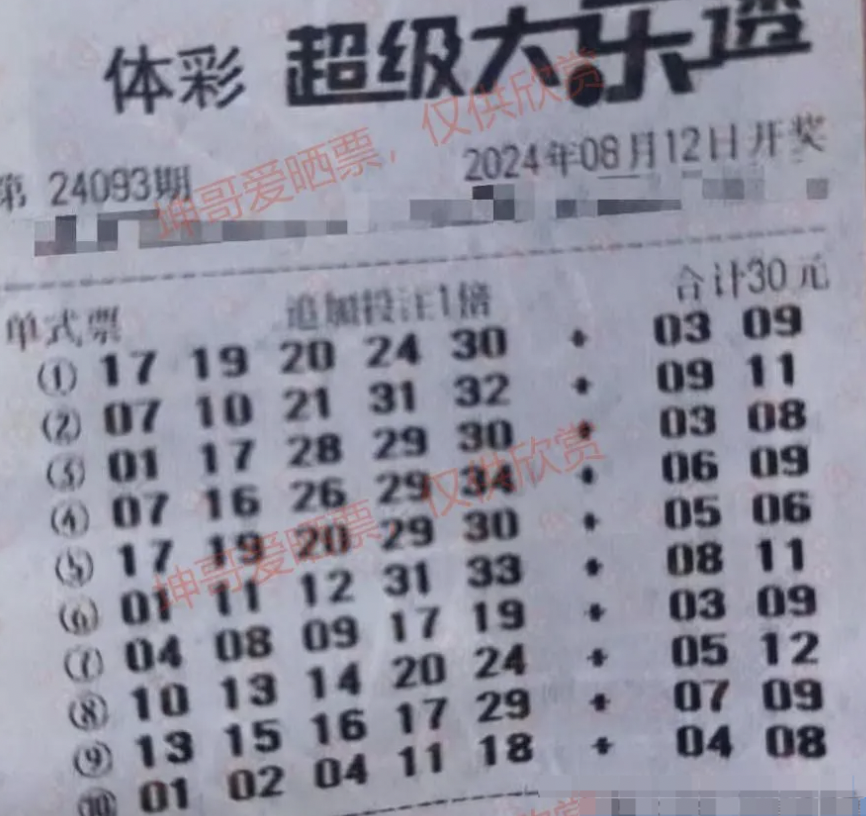 体彩 超级大乐透
坤哥爱晒票,仅供欣赏
第 24093期 2024年08月12日开奖
单式票 追加投注1倍 合计30元
① 17 19 20 24 30 + 03 09
② 07 10 21 31 32 + 09 11
③ 01 17 28 29 30 + 03 08
④ 07 16 26 29 34 + 06 09
⑤ 17 19 20 29 30 + 05 06
坤哥爱晒票,仅供欣赏
⑥ 01 11 12 31 33 + 08 11
⑦ 04 08 09 17 19 + 03 09
⑧ 10 13 14 20 24 + 05 12
⑨ 13 15 16 17 29 + 07 09
⑩ 01 02 04 11 18 + 04 08
仅供欣赏